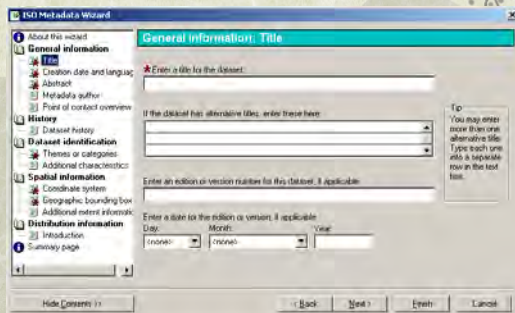 ISO Metadata Wizard
About this wizard
General information
Title
Creation date and languag
Abstract
Metadata author
Point of contact overview
History
Dataset history
Dataset identification
Themes or categories
Additional characteristics
Spatial information
Coordinate system
Geographic bounding box
Additional extent informatic
Distribution information
Introduction
Summary page
Hide Contents >>
General information: Title
*Enter a title for the dataset:
If the dataset has alternative titles, enter these here:
Tip
You may enter
more than one
alternative title.
Type each one
into a separate
row in the text
box.
Enter an edition or version number for this dataset, if applicable
Enter a date for the edition or version, if applicable
Day: Month: Year:
(none) (none)
< Back Next > Finish Cancel